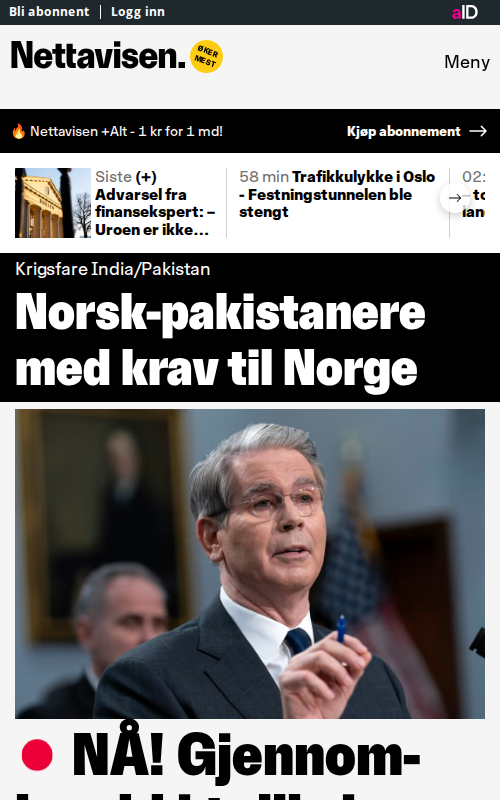 Bli abonnent | Logg inn
aID
Nettavisen.
ØKER
MEST
Meny
🔥 Nettavisen +Alt - 1 kr for 1 md!
Kjøp abonnement →
Siste (+)
Advarsel fra
finansekspert: –
Uroen er ikke...
58 min Trafikkulykke i Oslo
- Festningstunnelen ble
stengt
02:
Krigsfare India/Pakistan
Norsk-pakistanere
med krav til Norge
NÅ! Gjennom-